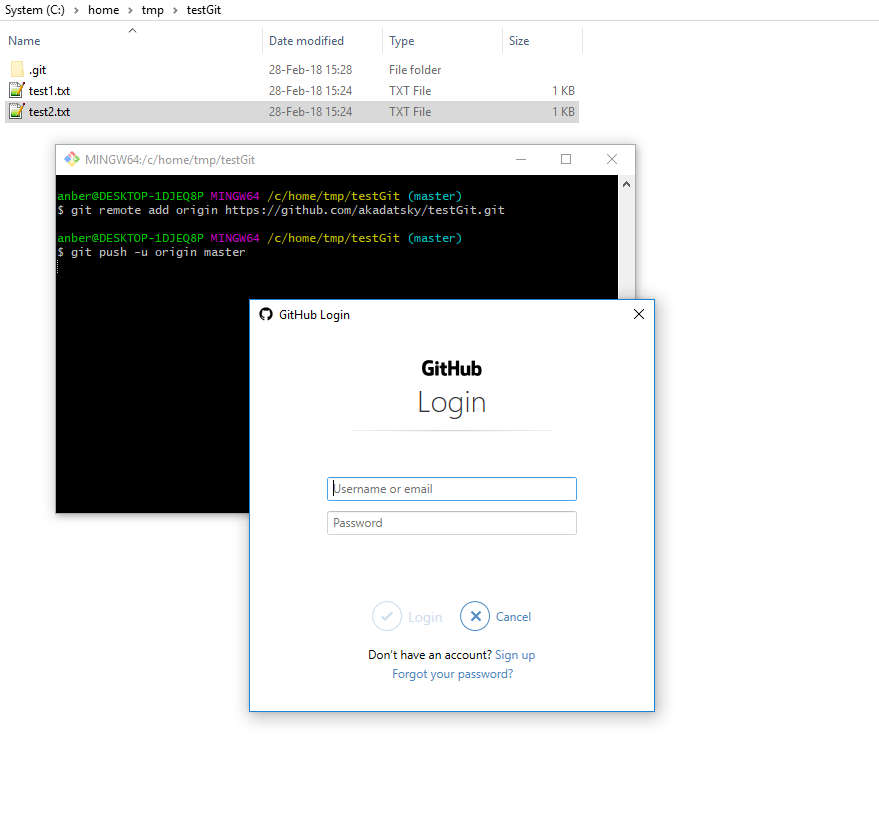 System (C:) > home > tmp > testGit
Name Date modified Type Size
.git 28-Feb-18 15:28 File folder
test1.txt 28-Feb-18 15:24 TXT File 1 KB
test2.txt 28-Feb-18 15:24 TXT File 1 KB
MINGW64:/c/home/tmp/testGit
anber@DESKTOP-1DJEQ8P MINGW64 /c/home/tmp/testGit (master)
$ git remote add origin https://github.com/akadatsky/testGit.git
anber@DESKTOP-1DJEQ8P MINGW64 /c/home/tmp/testGit (master)
$ git push -u origin master
GitHub Login
GitHub
Login
Username or email
Password
Login Cancel
Don't have an account? Sign up
Forgot your password?